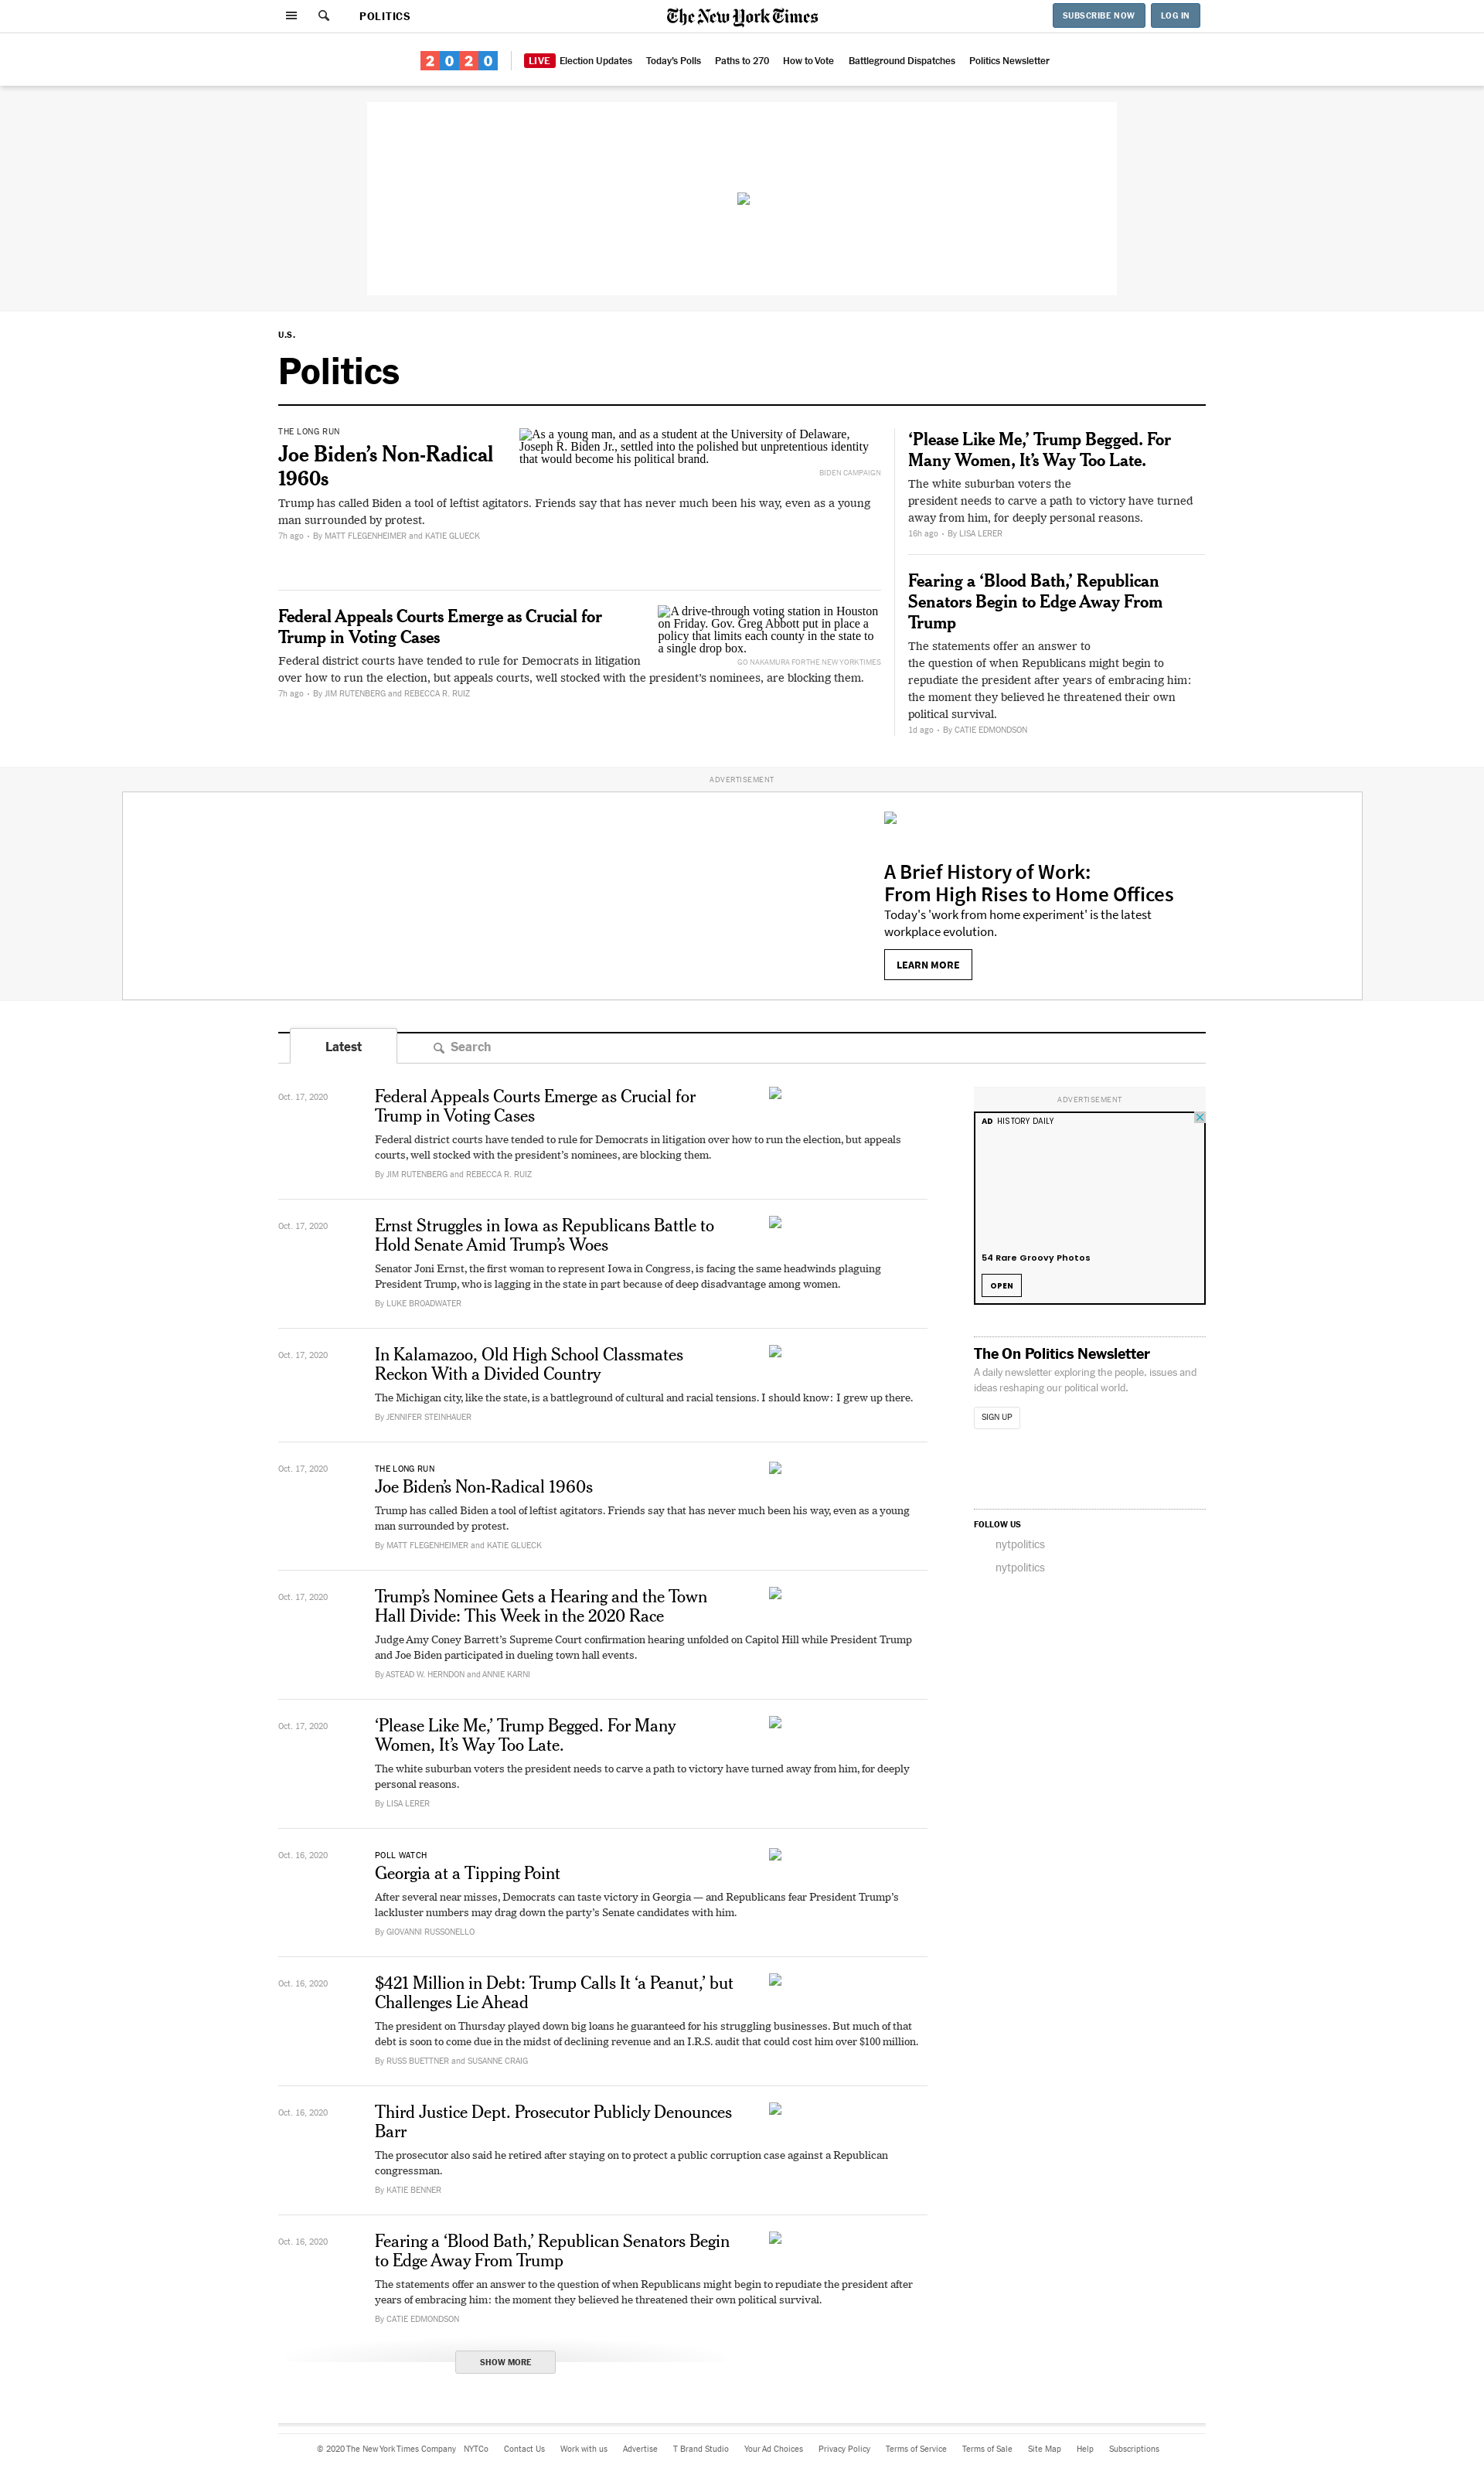 POLITICS
The New York Times
SUBSCRIBE NOW
LOG IN
2020
LIVE Election Updates
Today's Polls
Paths to 270
How to Vote
Battleground Dispatches
Politics Newsletter
U.S.
Politics
THE LONG RUN
Joe Biden’s Non-Radical
1960s
As a young man, and as a student at the University of Delaware,
Joseph R. Biden Jr., settled into the polished but unpretentious identity
that would become his political brand.
BIDEN CAMPAIGN
Trump has called Biden a tool of leftist agitators. Friends say that has never much been his way, even as a young
man surrounded by protest.
7h ago • By MATT FLEGENHEIMER and KATIE GLUECK
Federal Appeals Courts Emerge as Crucial for
Trump in Voting Cases
A drive-through voting station in Houston
on Friday. Gov. Greg Abbott put in place a
policy that limits each county in the state to
a single drop box.
GO NAKAMURA FOR THE NEW YORK TIMES
Federal district courts have tended to rule for Democrats in litigation
over how to run the election, but appeals courts, well stocked with the president’s nominees, are blocking them.
7h ago • By JIM RUTENBERG and REBECCA R. RUIZ
‘Please Like Me,’ Trump Begged. For
Many Women, It’s Way Too Late.
The white suburban voters the
president needs to carve a path to victory have turned
away from him, for deeply personal reasons.
16h ago • By LISA LERER
Fearing a ‘Blood Bath,’ Republican
Senators Begin to Edge Away From
Trump
The statements offer an answer to
the question of when Republicans might begin to
repudiate the president after years of embracing him:
the moment they believed he threatened their own
political survival.
1d ago • By CATIE EDMONDSON
ADVERTISEMENT
A Brief History of Work:
From High Rises to Home Offices
Today's 'work from home experiment' is the latest
workplace evolution.
LEARN MORE
Latest
Search
Oct. 17, 2020
Federal Appeals Courts Emerge as Crucial for
Trump in Voting Cases
Federal district courts have tended to rule for Democrats in litigation over how to run the election, but appeals
courts, well stocked with the president’s nominees, are blocking them.
By JIM RUTENBERG and REBECCA R. RUIZ
Oct. 17, 2020
Ernst Struggles in Iowa as Republicans Battle to
Hold Senate Amid Trump’s Woes
Senator Joni Ernst, the first woman to represent Iowa in Congress, is facing the same headwinds plaguing
President Trump, who is lagging in the state in part because of deep disadvantage among women.
By LUKE BROADWATER
Oct. 17, 2020
In Kalamazoo, Old High School Classmates
Reckon With a Divided Country
The Michigan city, like the state, is a battleground of cultural and racial tensions. I should know: I grew up there.
By JENNIFER STEINHAUER
Oct. 17, 2020
THE LONG RUN
Joe Biden’s Non-Radical 1960s
Trump has called Biden a tool of leftist agitators. Friends say that has never much been his way, even as a young
man surrounded by protest.
By MATT FLEGENHEIMER and KATIE GLUECK
Oct. 17, 2020
Trump’s Nominee Gets a Hearing and the Town
Hall Divide: This Week in the 2020 Race
Judge Amy Coney Barrett’s Supreme Court confirmation hearing unfolded on Capitol Hill while President Trump
and Joe Biden participated in dueling town hall events.
By ASTEAD W. HERNDON and ANNIE KARNI
Oct. 17, 2020
‘Please Like Me,’ Trump Begged. For Many
Women, It’s Way Too Late.
The white suburban voters the president needs to carve a path to victory have turned away from him, for deeply
personal reasons.
By LISA LERER
Oct. 16, 2020
POLL WATCH
Georgia at a Tipping Point
After several near misses, Democrats can taste victory in Georgia — and Republicans fear President Trump’s
lackluster numbers may drag down the party’s Senate candidates with him.
By GIOVANNI RUSSONELLO
Oct. 16, 2020
$421 Million in Debt: Trump Calls It ‘a Peanut,’ but
Challenges Lie Ahead
The president on Thursday played down big loans he guaranteed for his struggling businesses. But much of that
debt is soon to come due in the midst of declining revenue and an I.R.S. audit that could cost him over $100 million.
By RUSS BUETTNER and SUSANNE CRAIG
Oct. 16, 2020
Third Justice Dept. Prosecutor Publicly Denounces
Barr
The prosecutor also said he retired after staying on to protect a public corruption case against a Republican
congressman.
By KATIE BENNER
Oct. 16, 2020
Fearing a ‘Blood Bath,’ Republican Senators Begin
to Edge Away From Trump
The statements offer an answer to the question of when Republicans might begin to repudiate the president after
years of embracing him: the moment they believed he threatened their own political survival.
By CATIE EDMONDSON
SHOW MORE
ADVERTISEMENT
AD HISTORY DAILY
54 Rare Groovy Photos
OPEN
The On Politics Newsletter
A daily newsletter exploring the people, issues and
ideas reshaping our political world.
SIGN UP
FOLLOW US
nytpolitics
nytpolitics
© 2020 The New York Times Company
NYTCo
Contact Us
Work with us
Advertise
T Brand Studio
Your Ad Choices
Privacy Policy
Terms of Service
Terms of Sale
Site Map
Help
Subscriptions